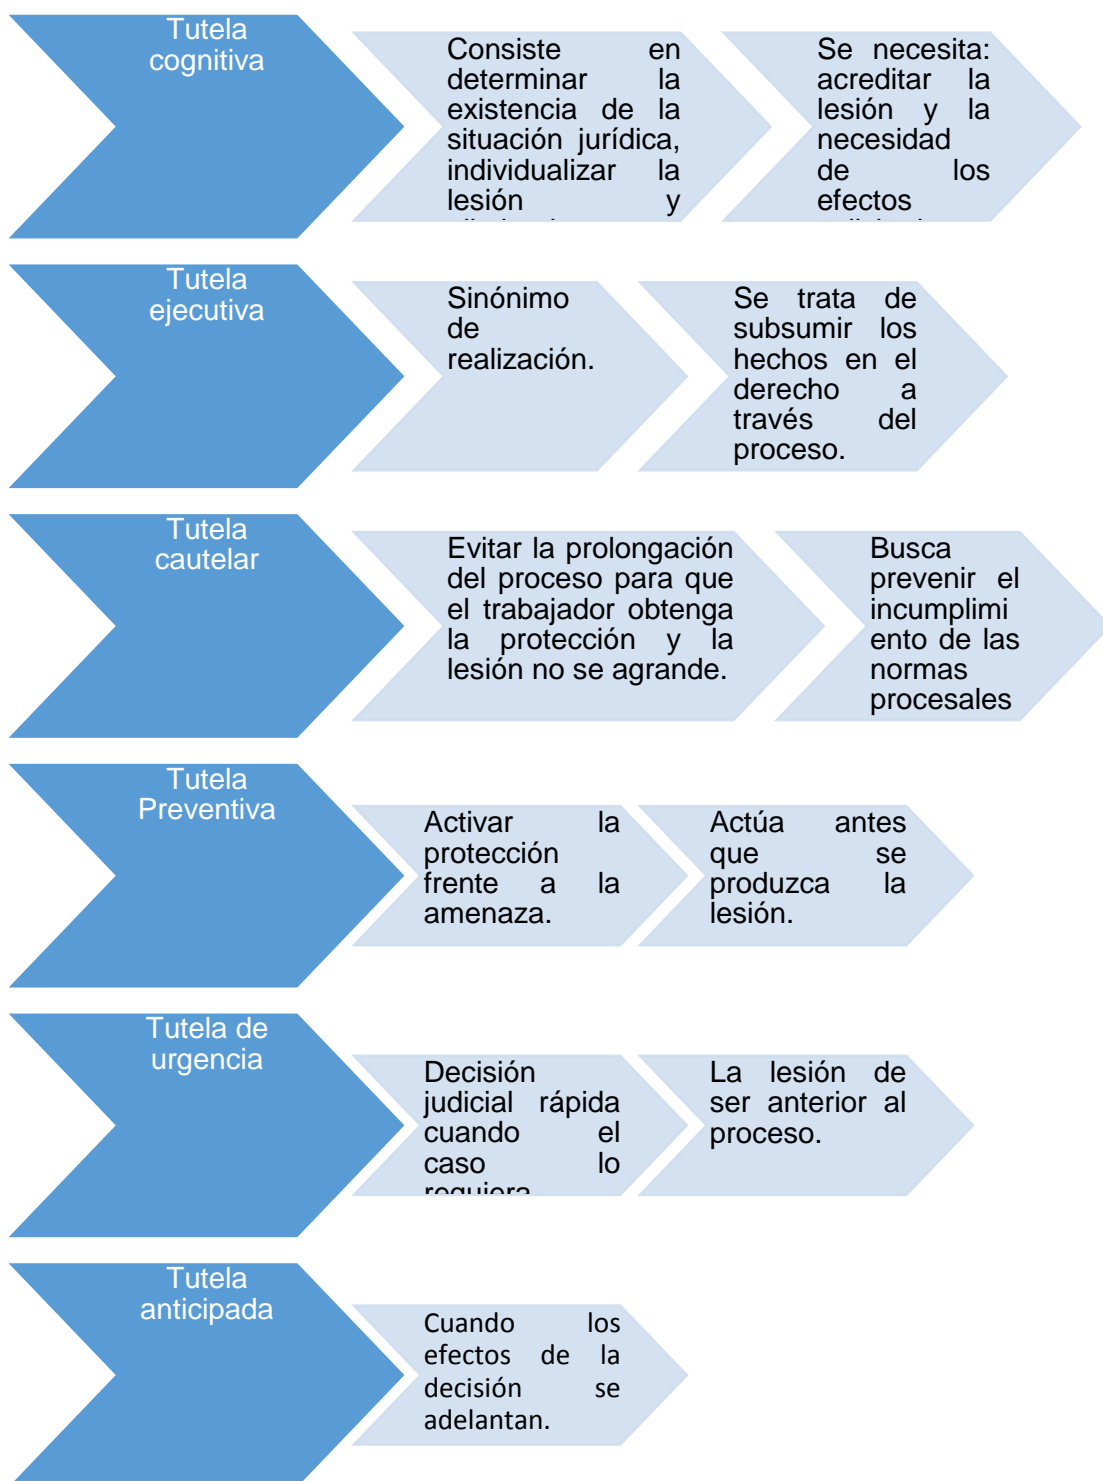 Tutela
cognitiva
Consiste en
determinar la
existencia de la
situación jurídica,
individualizar la
lesión y
Se necesita:
acreditar la
lesión y la
necesidad
de los
efectos
Tutela
ejecutiva
Sinónimo
de
realización.
Se trata de
subsumir los
hechos en el
derecho a
través del
proceso.
Tutela
cautelar
Evitar la prolongación
del proceso para que
el trabajador obtenga
la protección y la
lesión no se agrande.
Busca
prevenir el
incumplimi
ento de las
normas
procesales
Tutela
Preventiva
Activar la
protección
frente a la
amenaza.
Actúa antes
que se
produzca la
lesión.
Tutela de
urgencia
Decisión
judicial rápida
cuando el
caso lo
requiera
La lesión de
ser anterior al
proceso.
Tutela
anticipada
Cuando los
efectos de la
decisión se
adelantan.